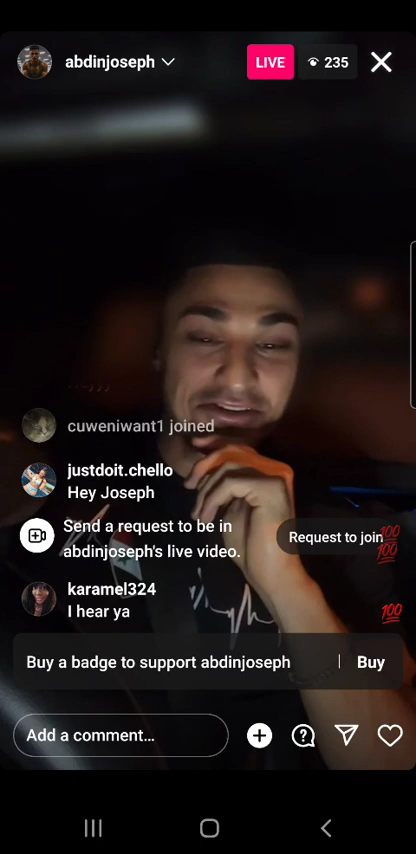 abdinjoseph
LIVE
235
cuweniwant1 joined
justdoit.chello
Hey Joseph
Send a request to be in
abdinjoseph's live video.
Request to join
💯
💯
karamel324
I hear ya
💯
Buy a badge to support abdinjoseph
Buy
Add a comment...